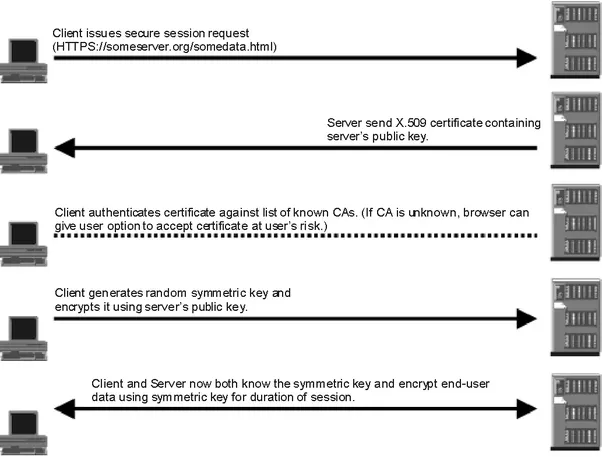 Client issues secure session request
(HTTPS://someserver.org/somedata.html)
Server send X.509 certificate containing
server's public key.
Client authenticates certificate against list of known CAs. (If CA is unknown, browser can
give user option to accept certificate at user's risk.)
Client generates random symmetric key and
encrypts it using server's public key.
Client and Server now both know the symmetric key and encrypt end-user
data using symmetric key for duration of session.